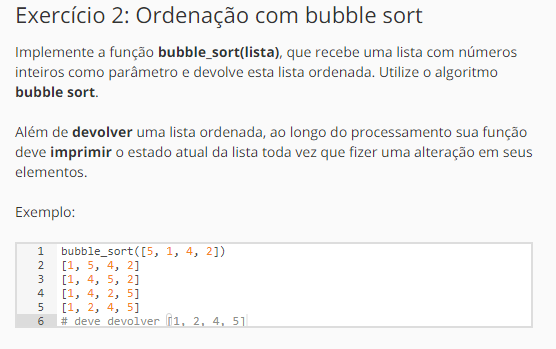 Exercício 2: Ordenação com bubble sort
Implemente a função bubble_sort(lista), que recebe uma lista com números
inteiros como parâmetro e devolve esta lista ordenada. Utilize o algoritmo
bubble sort.
Além de devolver uma lista ordenada, ao longo do processamento sua função
deve imprimir o estado atual da lista toda vez que fizer uma alteração em seus
elementos.
Exemplo:
1 bubble_sort([5, 1, 4, 2])
2 [1, 5, 4, 2]
3 [1, 4, 5, 2]
4 [1, 4, 2, 5]
5 [1, 2, 4, 5]
6 # deve devolver [1, 2, 4, 5]